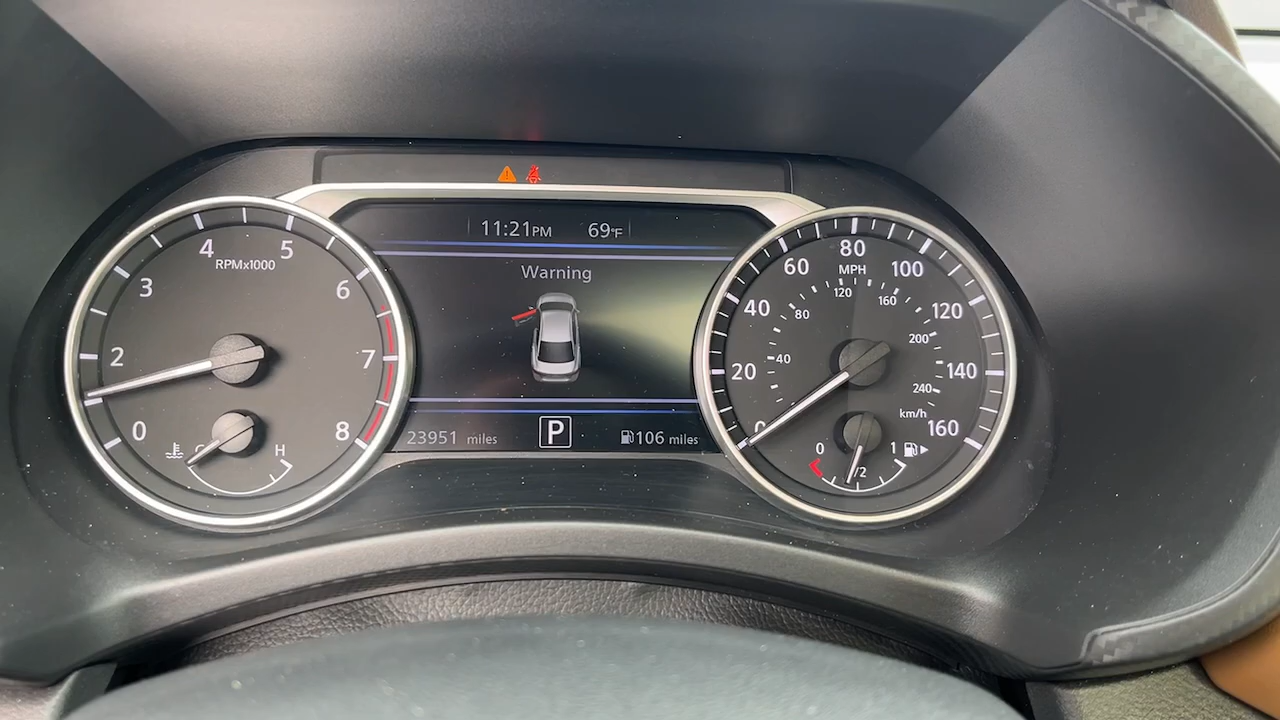 11:21PM 69°F
Warning
23951 miles P 106 miles
RPMx1000
0 2 3 4 5 6 7 8
H
MPH
0 20 40 60 80 100 120 140 160
40 80 120 160 200 240
km/h
0 1/2 1